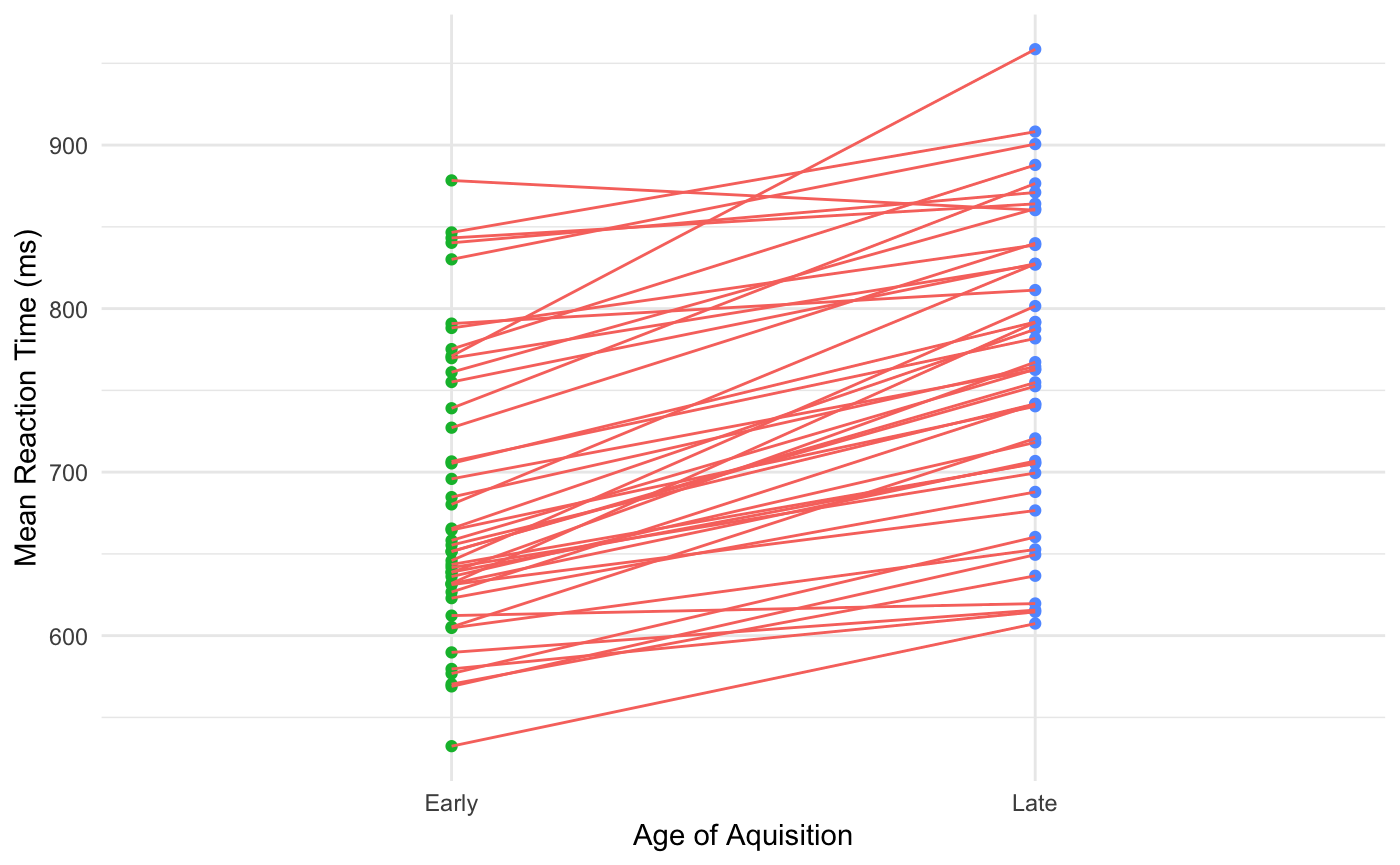 Mean Reaction Time (ms)
900
800
700
600
Early
Late
Age of Aquisition